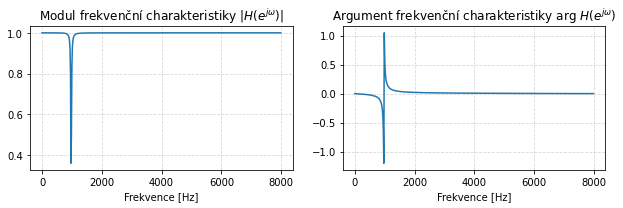 Modul frekvenční charakteristiky |H(e^{jω})|
1.0
0.8
0.6
0.4
0 2000 4000 6000 8000
Frekvence [Hz]
Argument frekvenční charakteristiky arg H(e^{jω})
1.0
0.5
0.0
−0.5
−1.0
0 2000 4000 6000 8000
Frekvence [Hz]